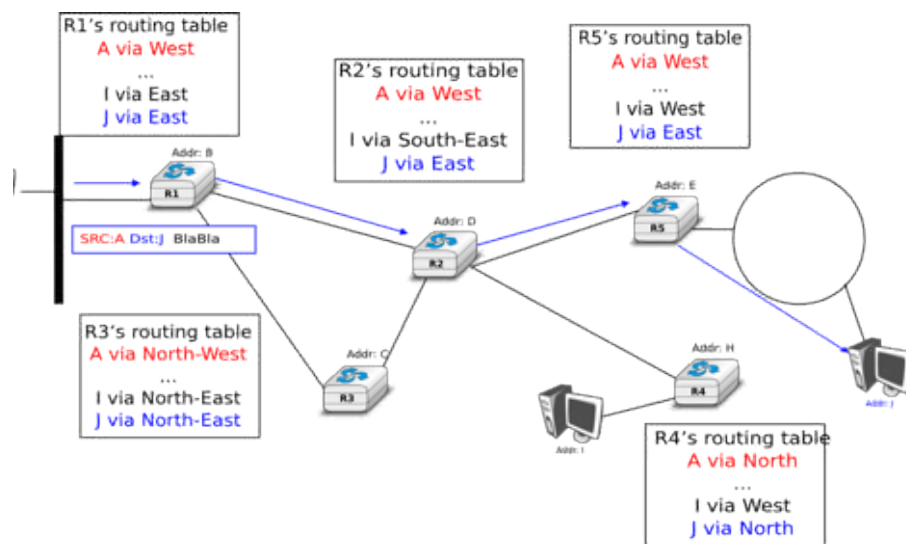 R1's routing table
A via West
...
I via East
J via East
R2's routing table
A via West
...
I via South-East
J via East
R5's routing table
A via West
...
I via West
J via East
Addr: B
R1
SRC:A Dst:J BlaBla
Addr: D
R2
Addr: E
R5
R3's routing table
A via North-West
...
I via North-East
J via North-East
Addr: C
R3
Addr: H
R4
Addr: I
Addr: J
R4's routing table
A via North
...
I via West
J via North